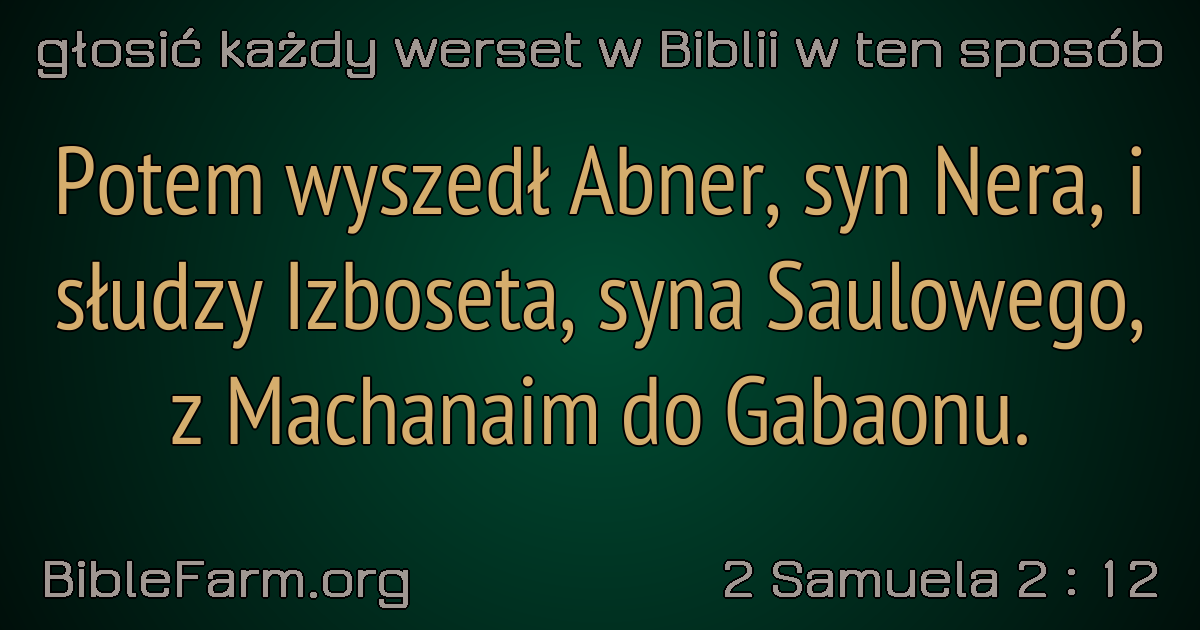 głosić każdy werset w Biblii w ten sposób
Potem wyszedł Abner, syn Nera, i
słudzy Izboseta, syna Saulowego,
z Machanaim do Gabaonu.
BibleFarm.org
2 Samuela 2 : 12